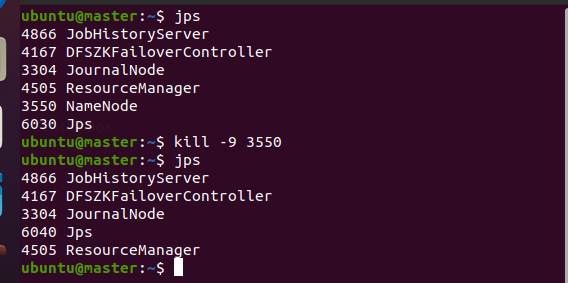 ubuntu@master:~$ jps
4866 JobHistoryServer
4167 DFSZKFailoverController
3304 JournalNode
4505 ResourceManager
3550 NameNode
6030 Jps
ubuntu@master:~$ kill -9 3550
ubuntu@master:~$ jps
4866 JobHistoryServer
4167 DFSZKFailoverController
3304 JournalNode
6040 Jps
4505 ResourceManager
ubuntu@master:~$